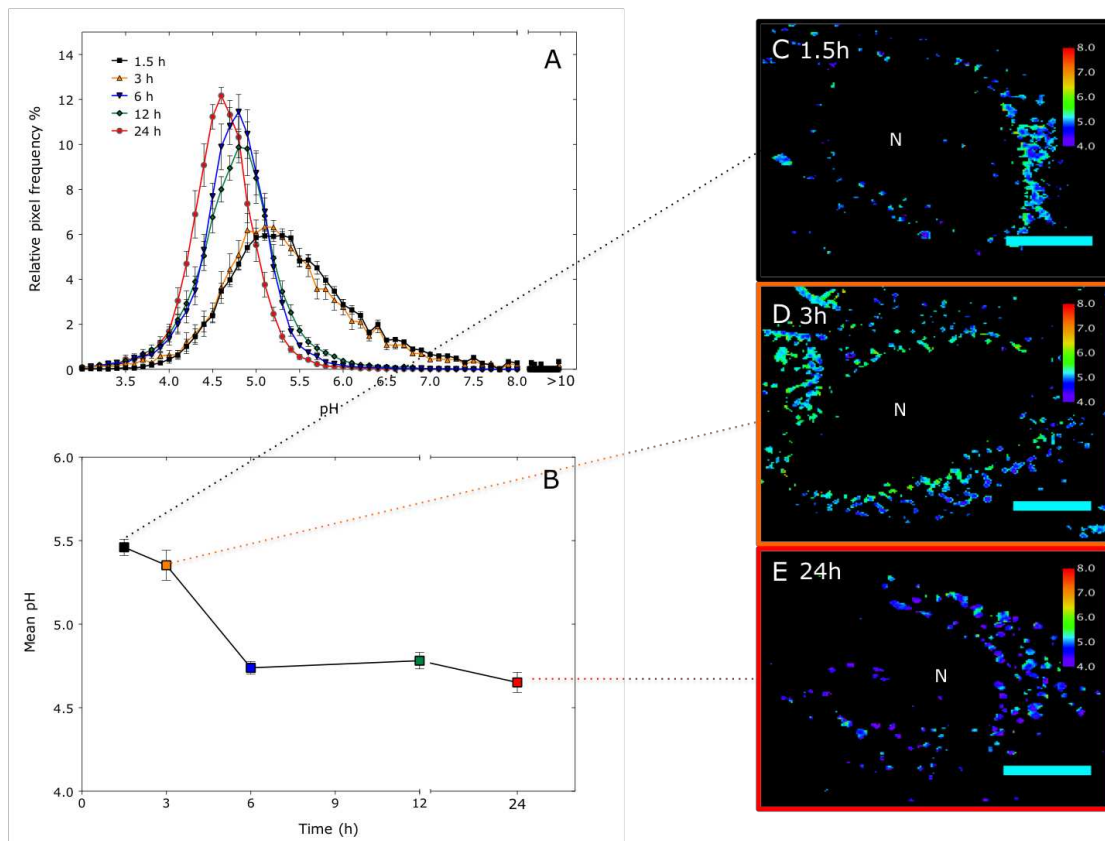 A
1.5 h
3 h
6 h
12 h
24 h
Relative pixel frequency %
14
12
10
8
6
4
2
0
3.5 4.0 4.5 5.0 5.5 6.0 6.5 7.0 7.5 8.0 >10
pH
B
Mean pH
6.0
5.5
5.0
4.5
4.0
0 3 6 9 12 24
Time (h)
C 1.5h
N
8.0
7.0
6.0
5.0
4.0
D 3h
N
8.0
7.0
6.0
5.0
4.0
E 24h
N
8.0
7.0
6.0
5.0
4.0